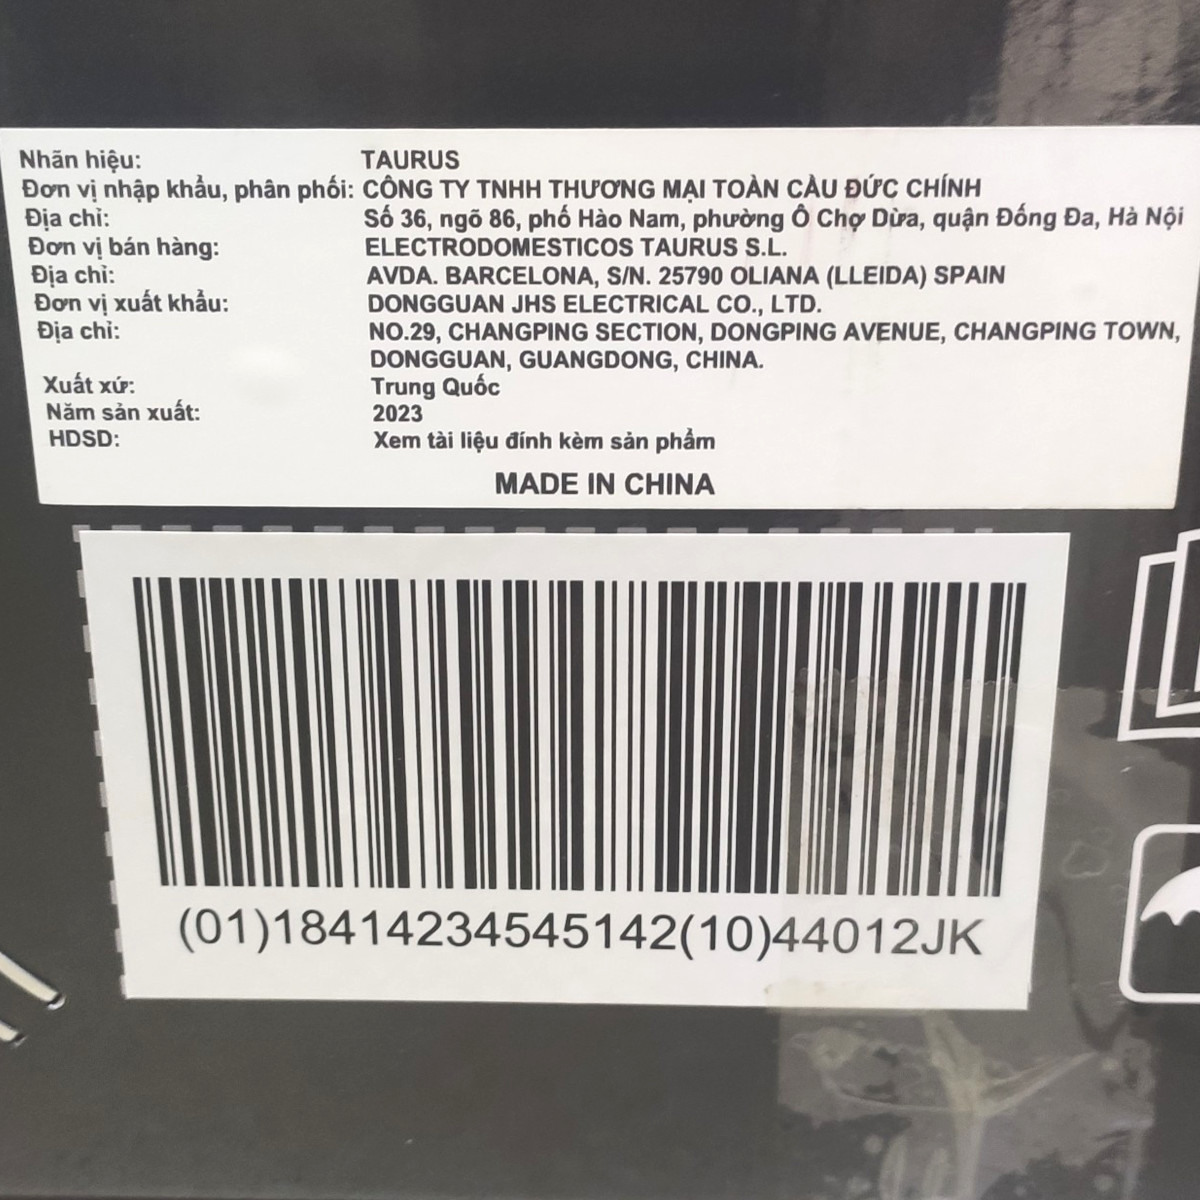 Nhãn hiệu: TAURUS
Đơn vị nhập khẩu, phân phối: CÔNG TY TNHH THƯƠNG MẠI TOÀN CẦU ĐỨC CHÍNH
Địa chỉ: Số 36, ngõ 86, phố Hào Nam, phường Ô Chợ Dừa, quận Đống Đa, Hà Nội
Đơn vị bán hàng: ELECTRODOMESTICOS TAURUS S.L.
Địa chỉ: AVDA. BARCELONA, S/N. 25790 OLIANA (LLEIDA) SPAIN
Đơn vị xuất khẩu: DONGGUAN JHS ELECTRICAL CO., LTD.
Địa chỉ: NO.29, CHANGPING SECTION, DONGPING AVENUE, CHANGPING TOWN,
DONGGUAN, GUANGDONG, CHINA.
Xuất xứ: Trung Quốc
Năm sản xuất: 2023
HDSD: Xem tài liệu đính kèm sản phẩm
MADE IN CHINA
(01)18414234545142(10)44012JK